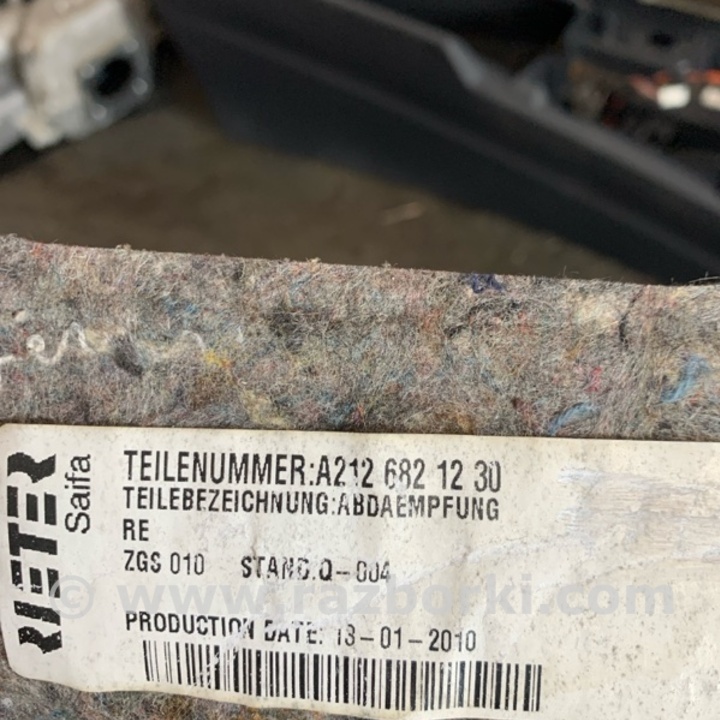 RIETER
Saifa
TEILENUMMER:A212 682 12 30
TEILEBEZEICHNUNG:ABDAEMPFUNG
RE
ZGS 010 STAND:Q-004
© www.razborki.com
PRODUCTION DATE: 13-01-2010